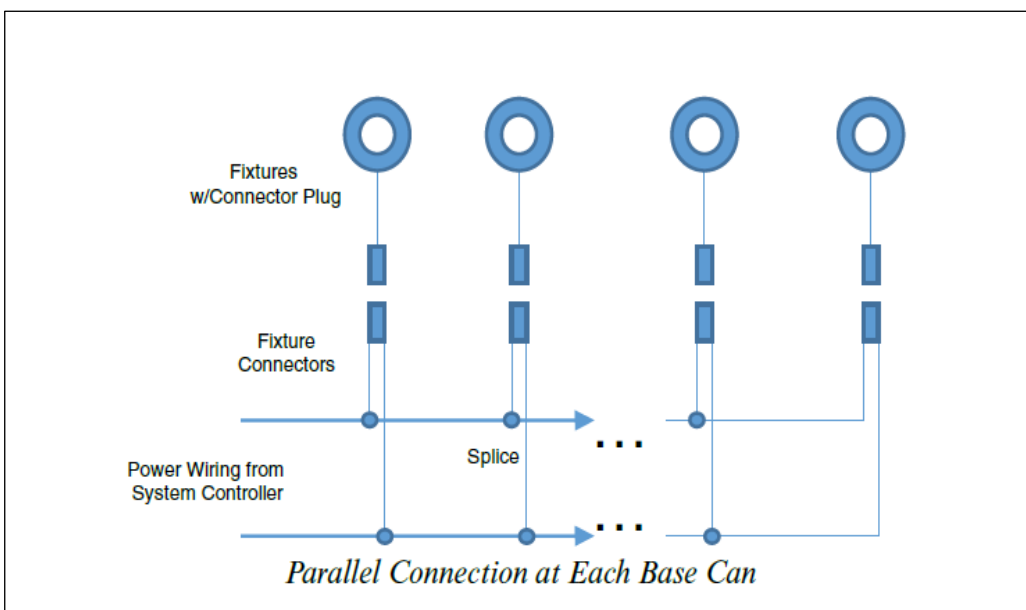 Fixtures
w/Connector Plug
Fixture
Connectors
Splice
Power Wiring from
System Controller
...
...
Parallel Connection at Each Base Can